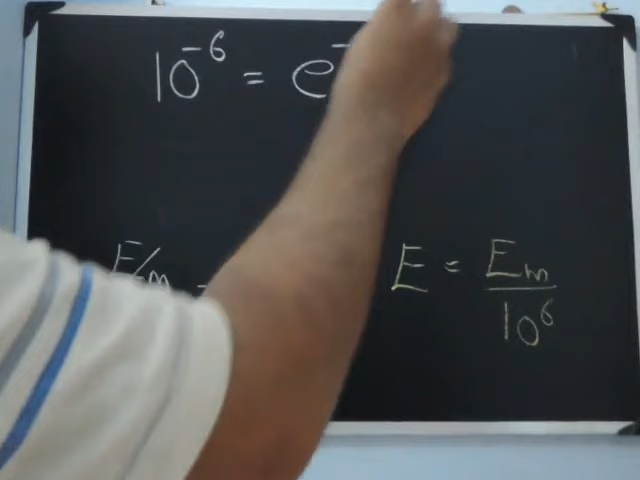 10⁻⁶ = e⁻
E/m -
E = Em/10⁶